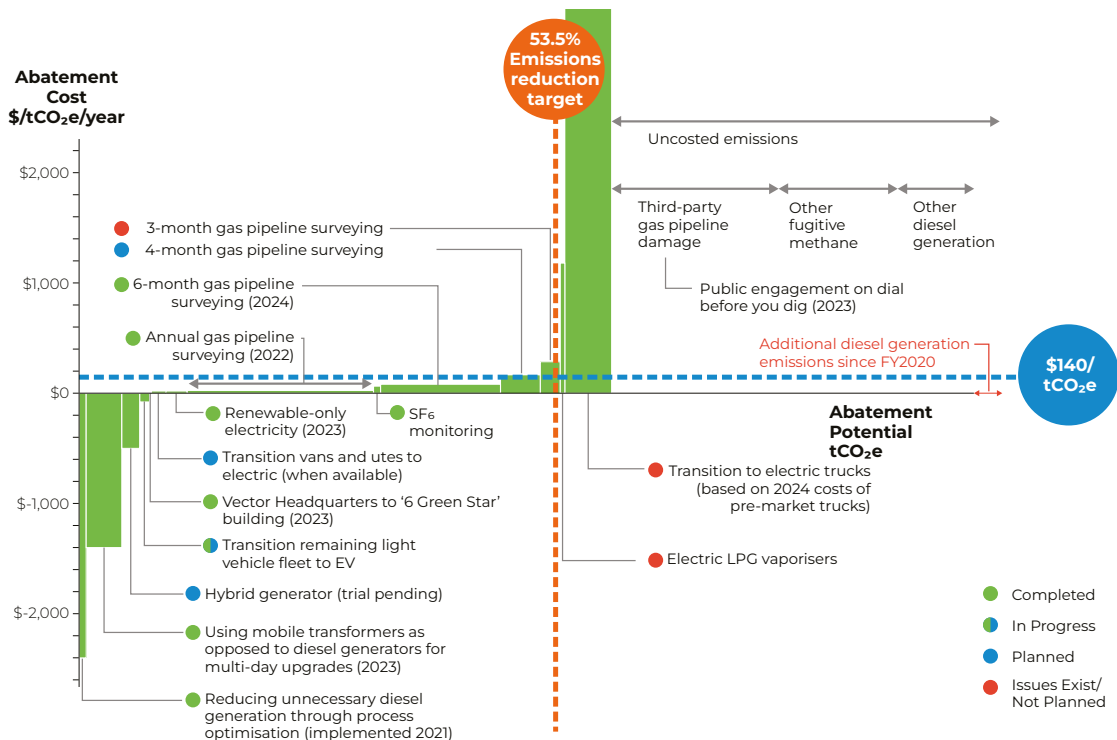 53.5%
Emissions
reduction
target
Abatement
Cost
$/tCO₂e/year
$2,000
$1,000
$0
$-1,000
$-2,000
Uncosted emissions
Third-party
gas pipeline
damage
Other
fugitive
methane
Other
diesel
generation
Public engagement on dial
before you dig (2023)
3-month gas pipeline surveying
4-month gas pipeline surveying
6-month gas pipeline
surveying (2024)
Annual gas pipeline
surveying (2022)
Additional diesel generation
emissions since FY2020
$140/
tCO₂e
Renewable-only
electricity (2023)
SF₆
monitoring
Abatement
Potential
tCO₂e
Transition vans and utes to
electric (when available)
Transition to electric trucks
(based on 2024 costs of
pre-market trucks)
Vector Headquarters to ‘6 Green Star’
building (2023)
Transition remaining light
vehicle fleet to EV
Electric LPG vaporisers
Hybrid generator (trial pending)
Using mobile transformers as
opposed to diesel generators for
multi-day upgrades (2023)
Reducing unnecessary diesel
generation through process
optimisation (implemented 2021)
Completed
In Progress
Planned
Issues Exist/
Not Planned